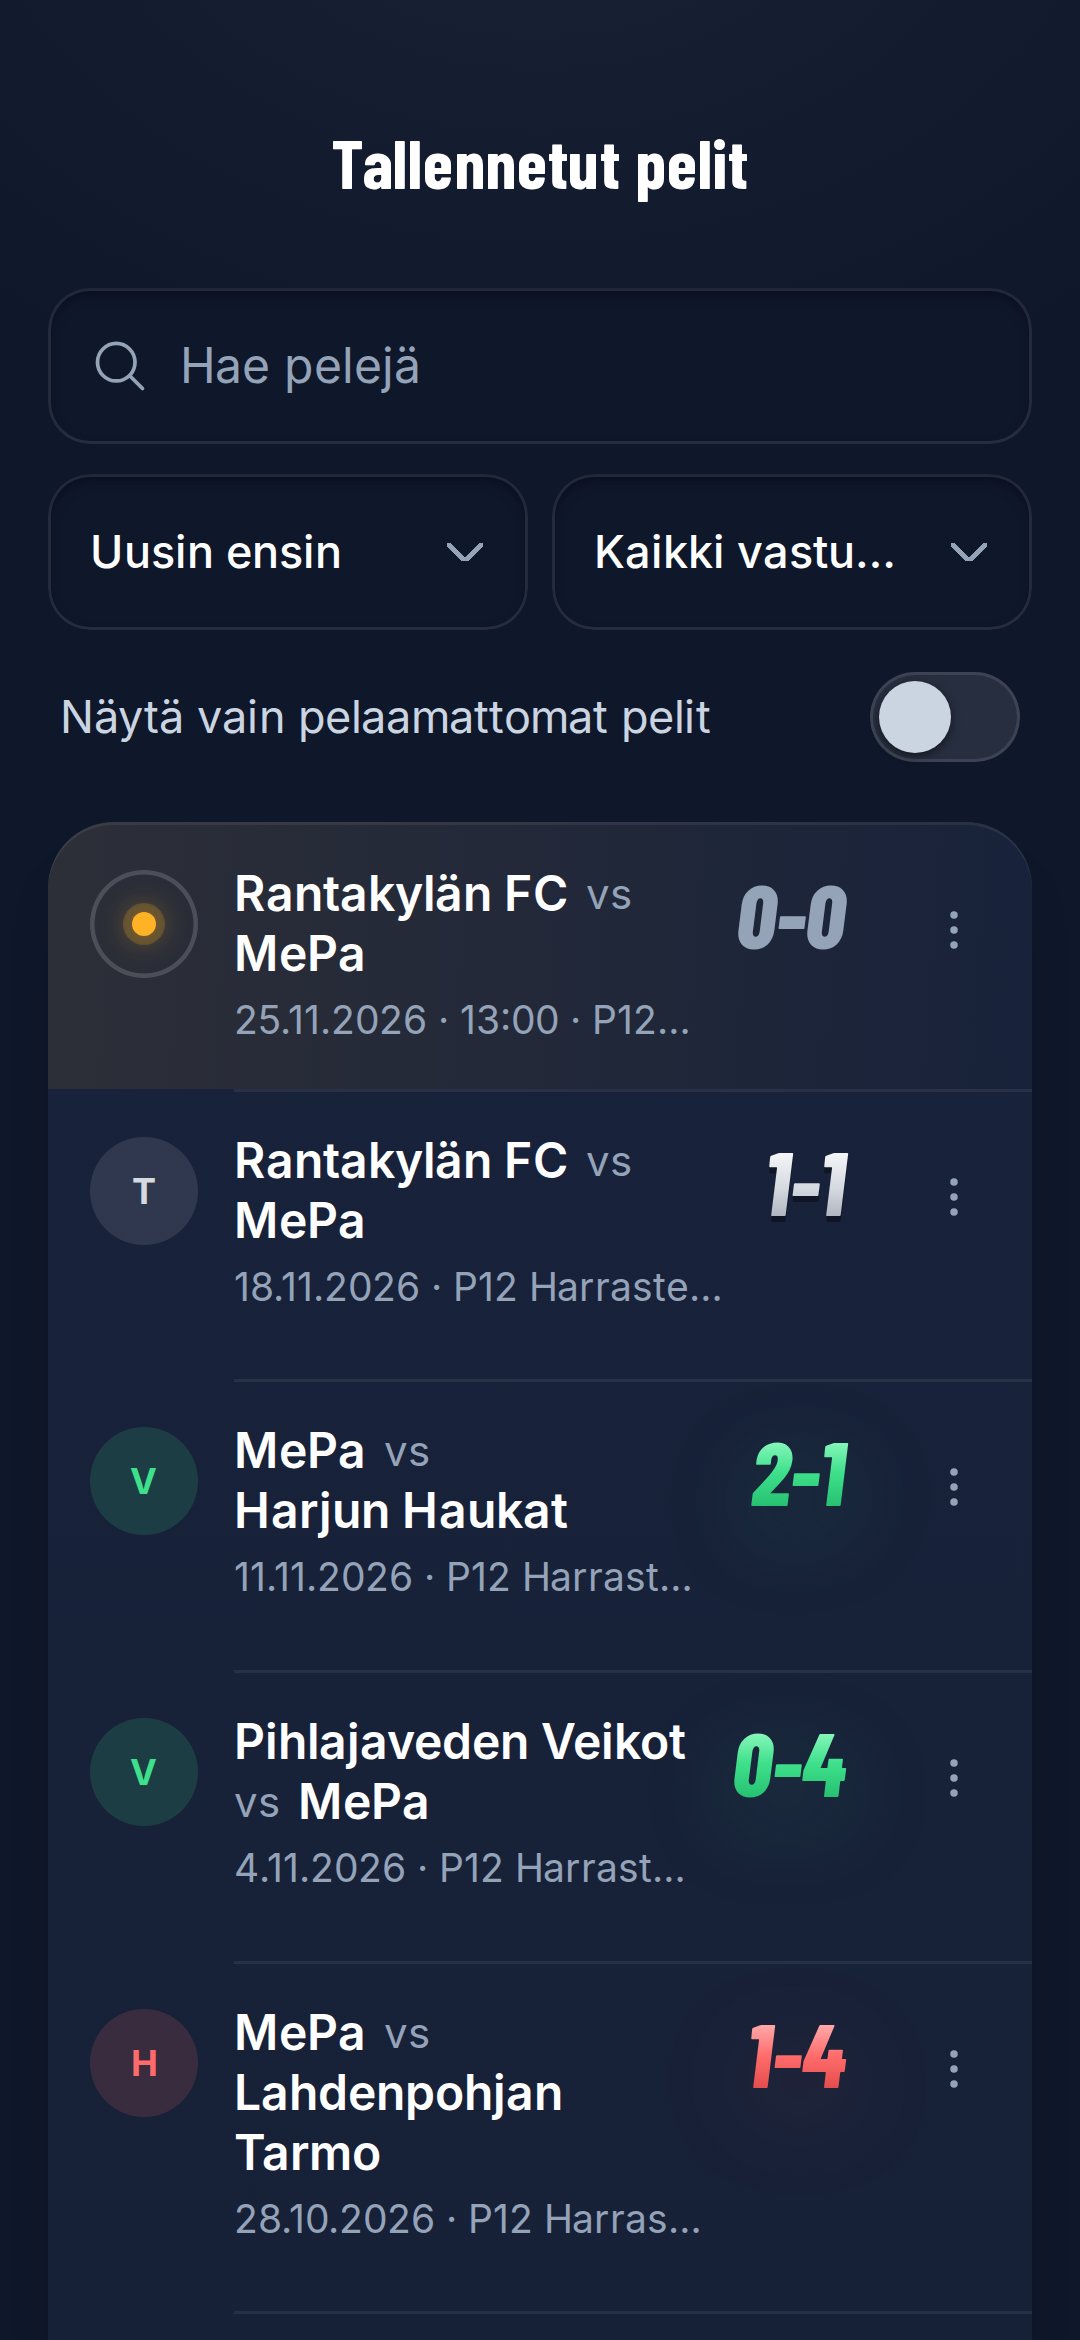 Tallennetut pelit
Hae pelejä
Uusin ensin
Kaikki vastu...
Näytä vain pelaamattomat pelit
Rantakylän FC vs
MePa
0-0
25.11.2026 · 13:00 · P12...
T
Rantakylän FC vs
MePa
1-1
18.11.2026 · P12 Harraste...
V
MePa vs
Harjun Haukat
2-1
11.11.2026 · P12 Harrast...
V
Pihlajaveden Veikot
vs MePa
0-4
4.11.2026 · P12 Harrast...
H
MePa vs
Lahdenpohjan
Tarmo
1-4
28.10.2026 · P12 Harras...